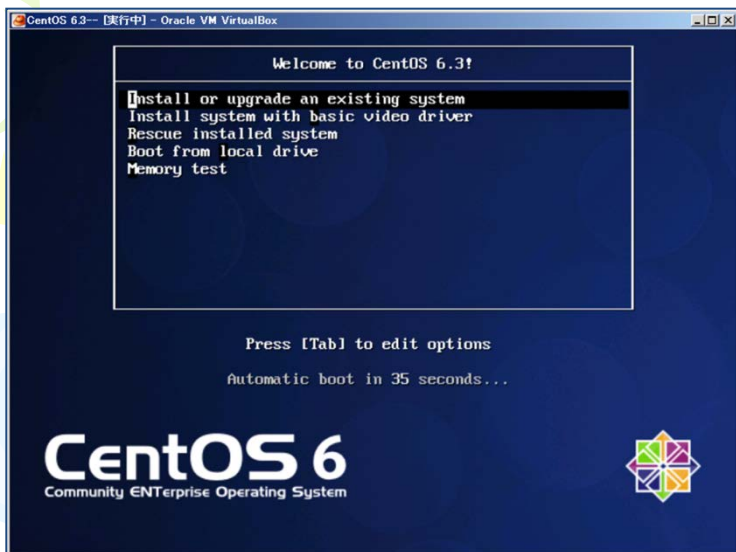 CentOS 6.3-- [実行中] - Oracle VM VirtualBox
Welcome to CentOS 6.3!
Install or upgrade an existing system
Install system with basic video driver
Rescue installed system
Boot from local drive
Memory test
Press [Tab] to edit options
Automatic boot in 35 seconds...
CentOS 6
Community ENTerprise Operating System